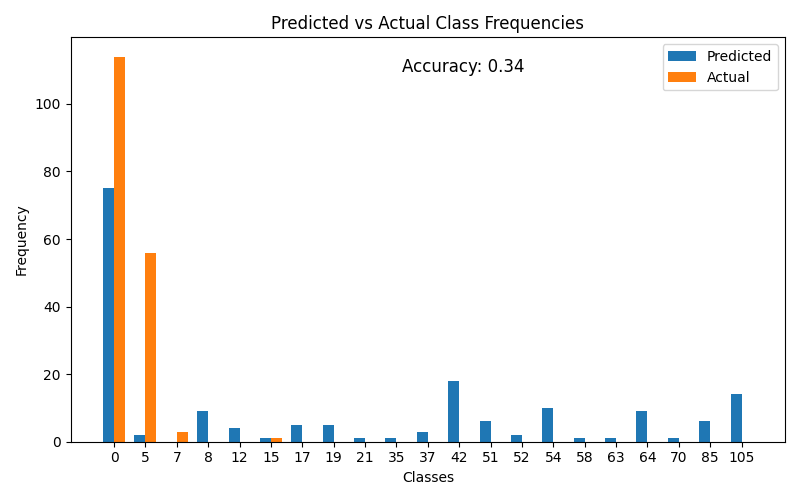 Predicted vs Actual Class Frequencies
Accuracy: 0.34
Predicted
Actual
Frequency
100
80
60
40
20
0
0 5 7 8 12 15 17 19 21 35 37 42 51 52 54 58 63 64 70 85 105
Classes